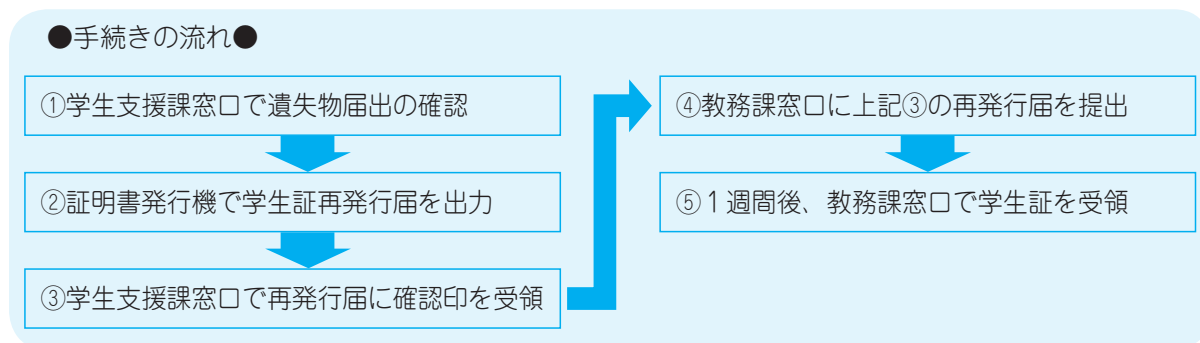 ●手続きの流れ●
①学生支援課窓口で遺失物届出の確認
②証明書発行機で学生証再発行届を出力
③学生支援課窓口で再発行届に確認印を受領
④教務課窓口に上記③の再発行届を提出
⑤1週間後、教務課窓口で学生証を受領